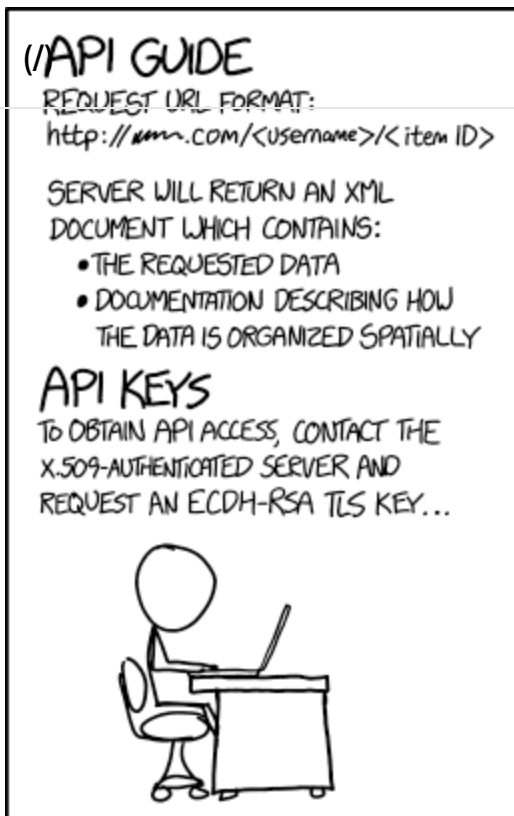 (/)API GUIDE
REQUEST URL FORMAT:
http://.com/<username>/<item ID>
SERVER WILL RETURN AN XML
DOCUMENT WHICH CONTAINS:
•THE REQUESTED DATA
•DOCUMENTATION DESCRIBING HOW
THE DATA IS ORGANIZED SPATIALLY
API KEYS
TO OBTAIN API ACCESS, CONTACT THE
X.509-AUTHENTICATED SERVER AND
REQUEST AN ECDH-RSA TLS KEY...